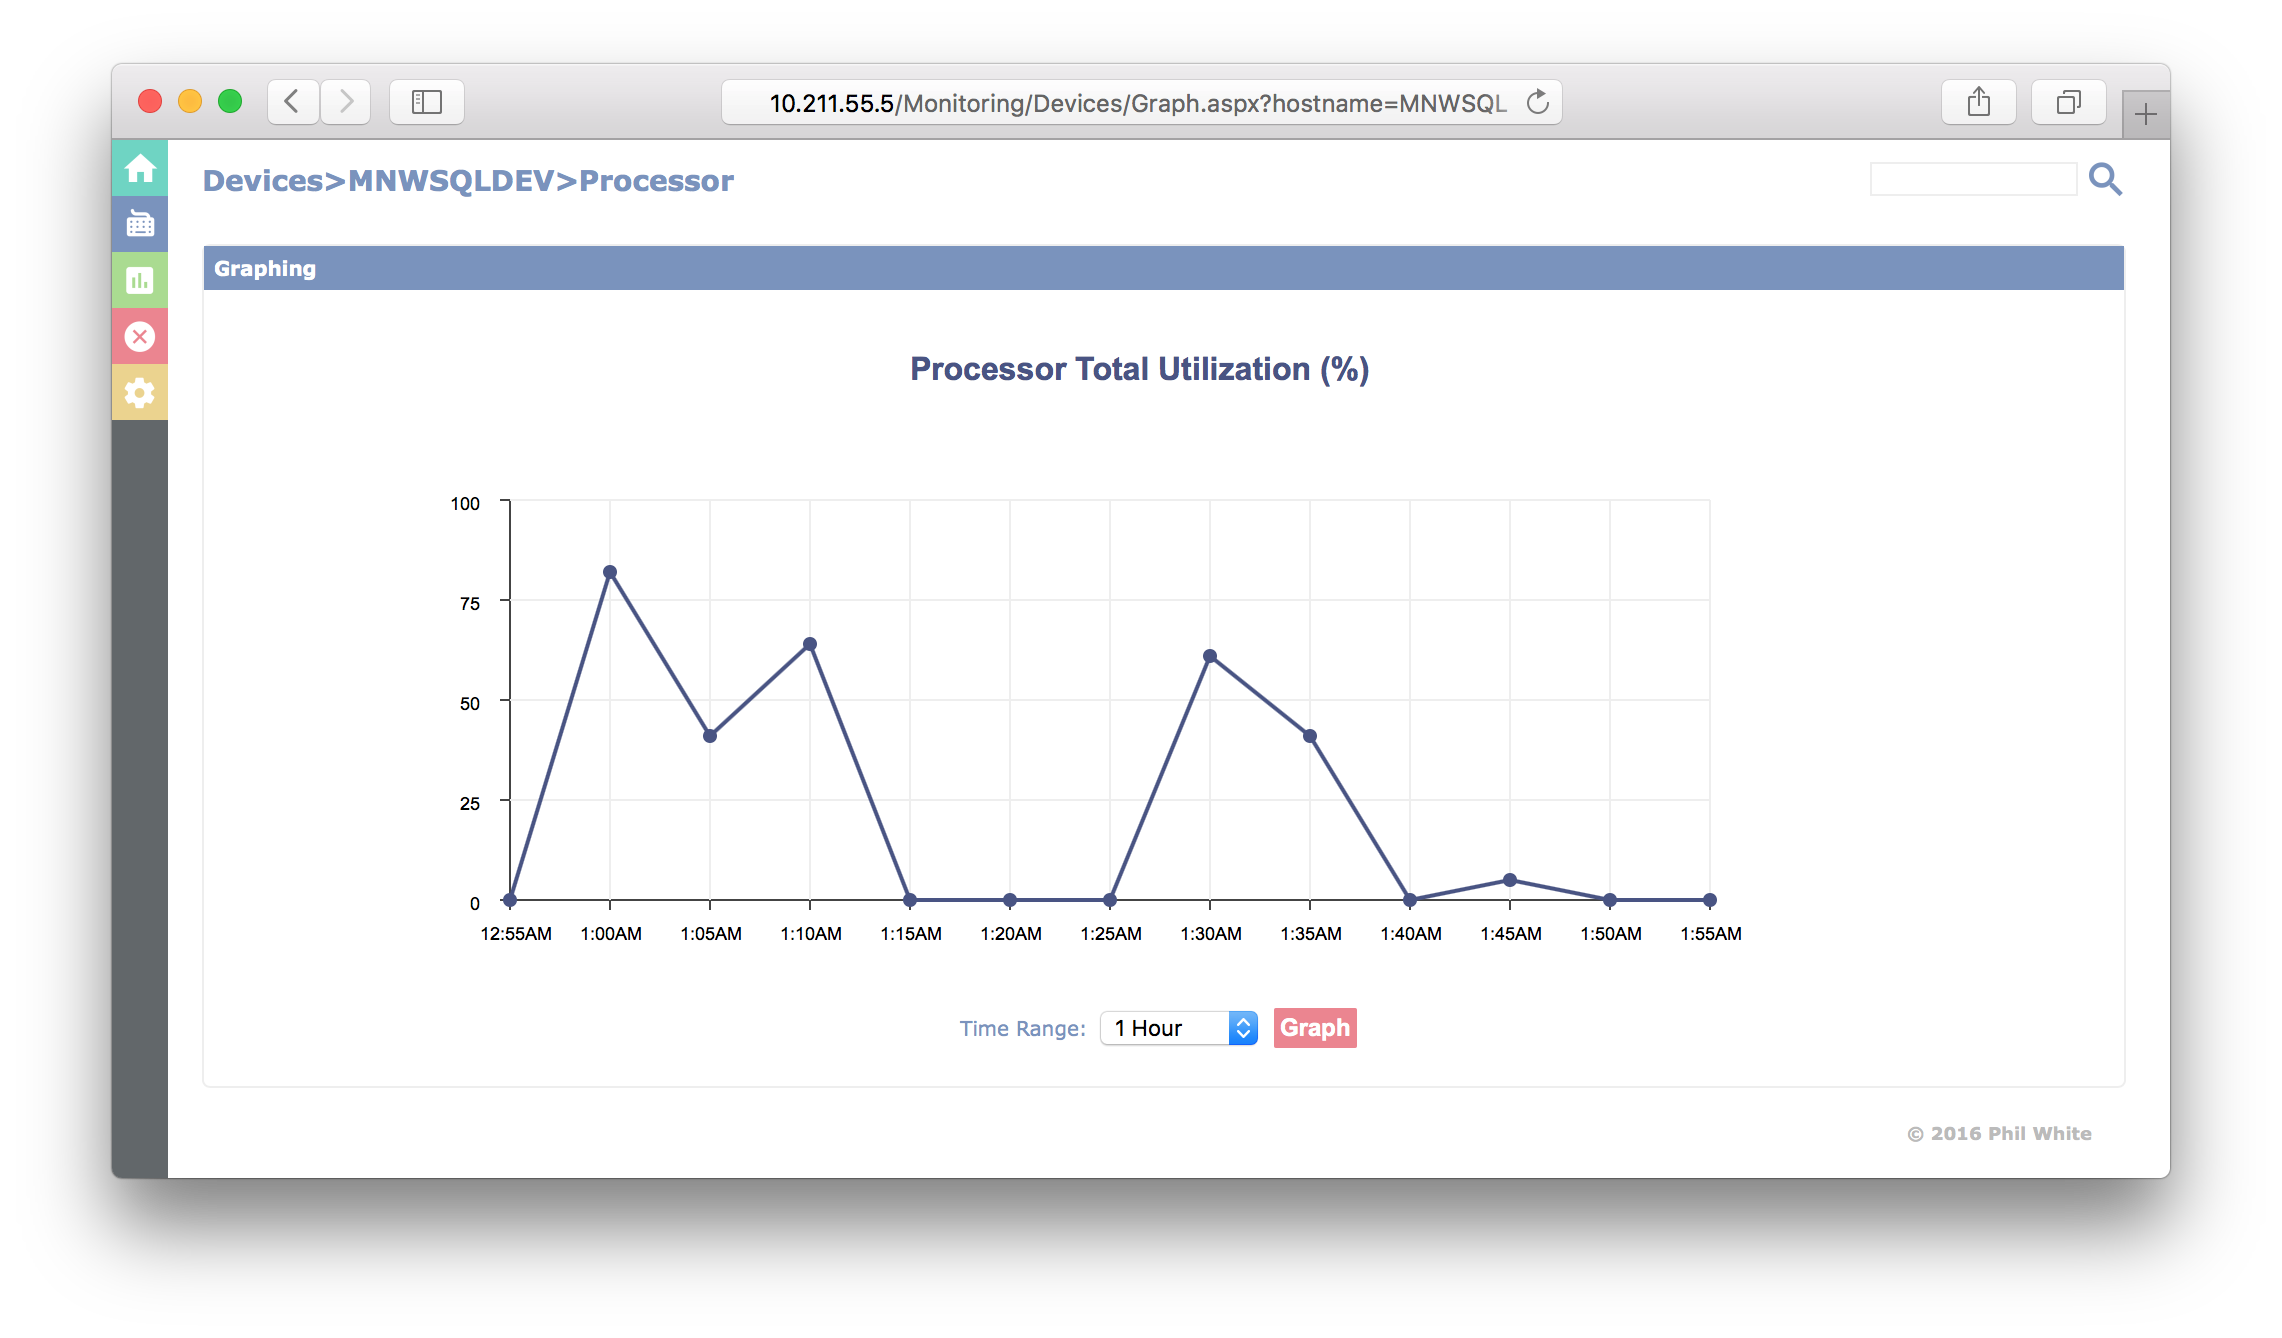 10.211.55.5/Monitoring/Devices/Graph.aspx?hostname=MNWSQL
Devices>MNWSQLDEV>Processor
Graphing
Processor Total Utilization (%)
100
75
50
25
0
12:55AM 1:00AM 1:05AM 1:10AM 1:15AM 1:20AM 1:25AM 1:30AM 1:35AM 1:40AM 1:45AM 1:50AM 1:55AM
Time Range: 1 Hour Graph
© 2016 Phil White